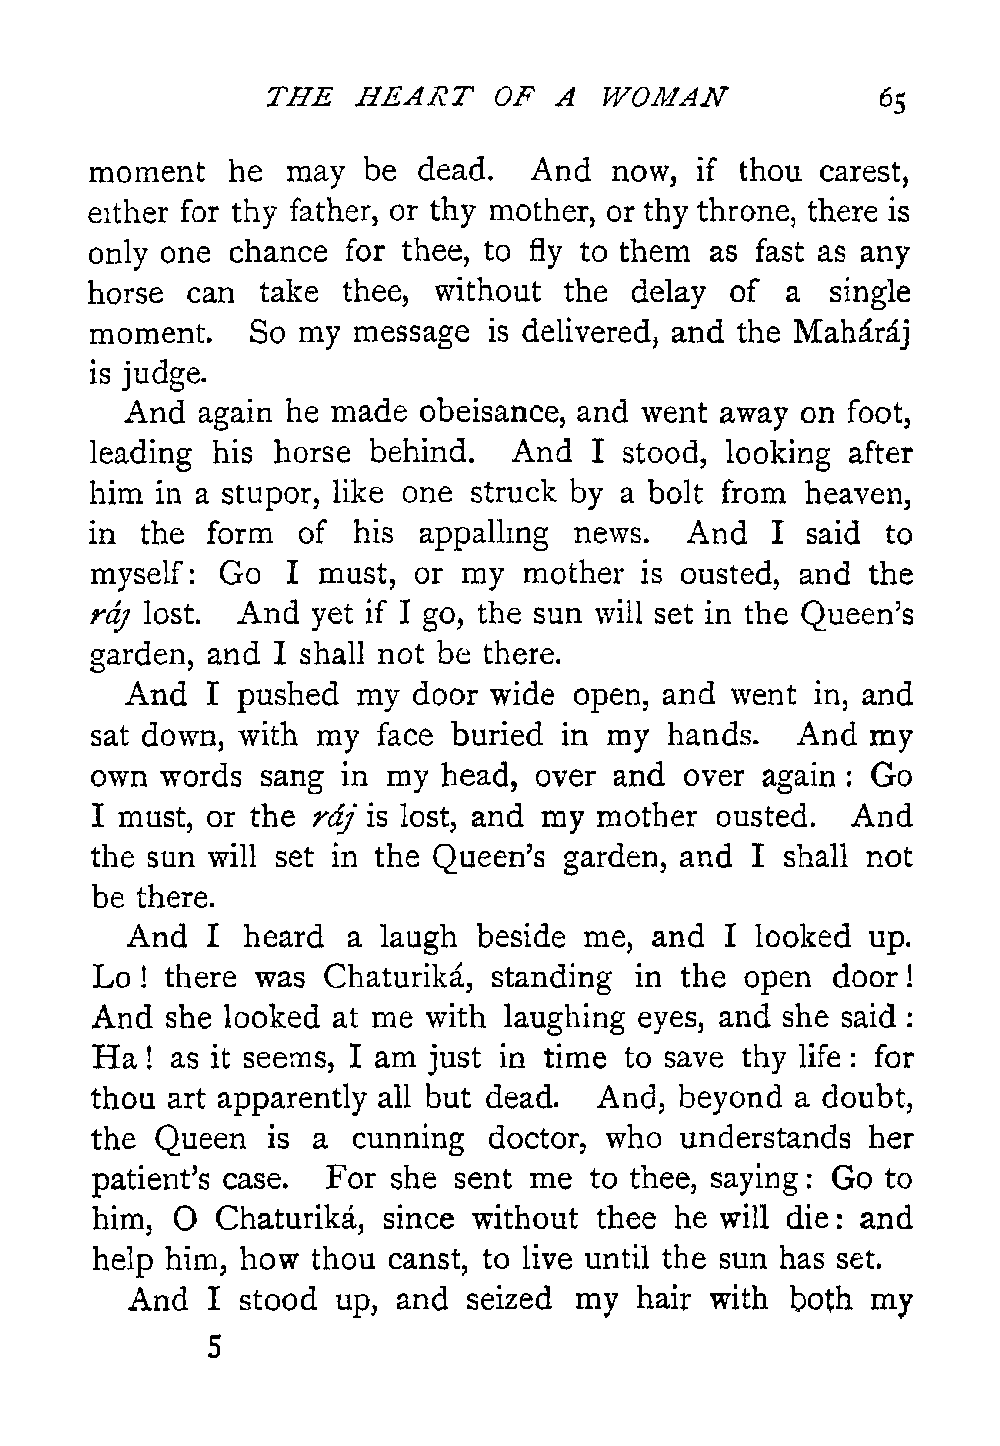 THE HEART OF A WOMAN 65
moment he may be dead. And now, if thou carest,
either for thy father, or thy mother, or thy throne, there is
only one chance for thee, to fly to them as fast as any
horse can take thee, without the delay of a single
moment. So my message is delivered, and the Maháráj
is judge.
And again he made obeisance, and went away on foot,
leading his horse behind. And I stood, looking after
him in a stupor, like one struck by a bolt from heaven,
in the form of his appalling news. And I said to
myself: Go I must, or my mother is ousted, and the
ráj lost. And yet if I go, the sun will set in the Queen's
garden, and I shall not be there.
And I pushed my door wide open, and went in, and
sat down, with my face buried in my hands. And my
own words sang in my head, over and over again : Go
I must, or the ráj is lost, and my mother ousted. And
the sun will set in the Queen's garden, and I shall not
be there.
And I heard a laugh beside me, and I looked up.
Lo ! there was Chaturiká, standing in the open door !
And she looked at me with laughing eyes, and she said :
Ha ! as it seems, I am just in time to save thy life : for
thou art apparently all but dead. And, beyond a doubt,
the Queen is a cunning doctor, who understands her
patient's case. For she sent me to thee, saying : Go to
him, O Chaturiká, since without thee he will die : and
help him, how thou canst, to live until the sun has set.
And I stood up, and seized my hair with both my
5